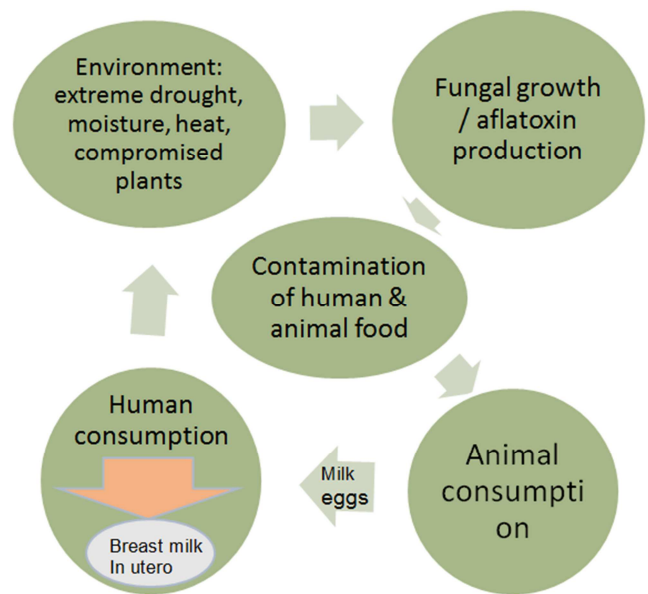 Environment:
extreme drought,
moisture, heat,
compromised
plants
Fungal growth
/ aflatoxin
production
Contamination
of human &
animal food
Human
consumption
Breast milk
In utero
Milk
eggs
Animal
consumpti
on